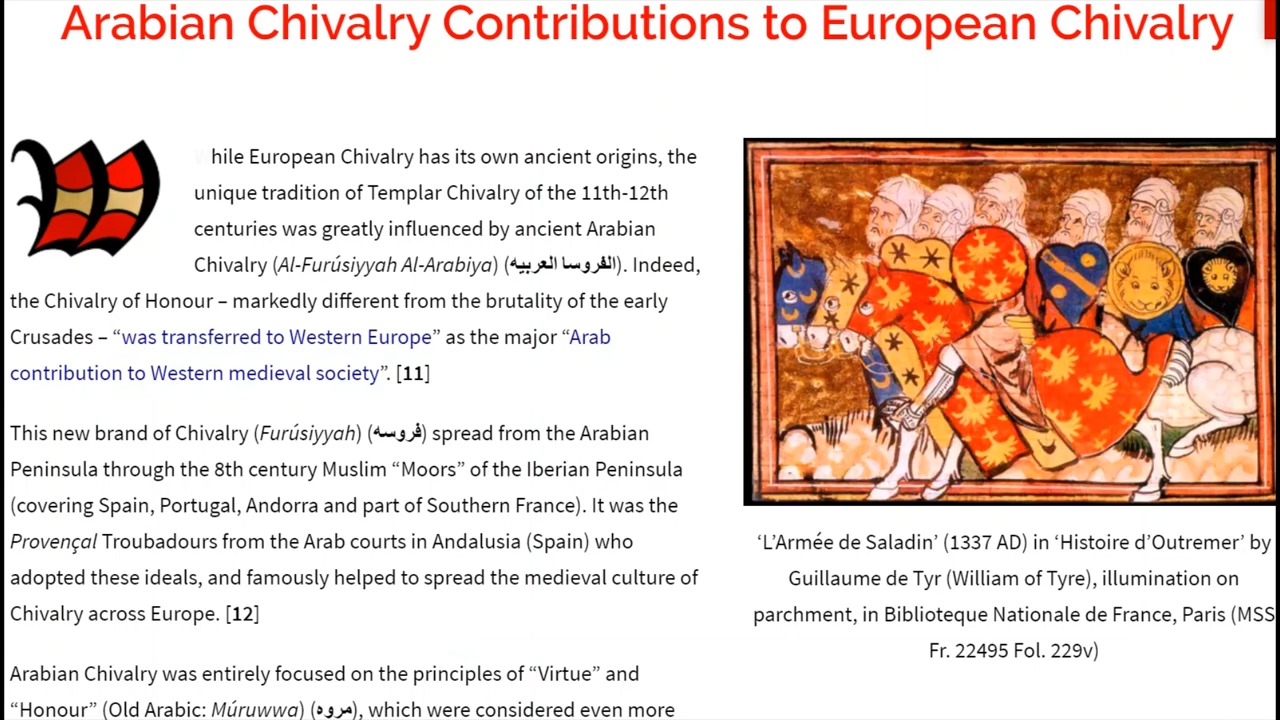 Arabian Chivalry Contributions to European Chivalry
While European Chivalry has its own ancient origins, the
unique tradition of Templar Chivalry of the 11th-12th
centuries was greatly influenced by ancient Arabian
Chivalry (Al-Furúsiyyah Al-Arabiya) (الفروسا العربيه). Indeed,
the Chivalry of Honour – markedly different from the brutality of the early
Crusades – “was transferred to Western Europe” as the major “Arab
contribution to Western medieval society”. [11]
This new brand of Chivalry (Furúsiyyah) (فروسه) spread from the Arabian
Peninsula through the 8th century Muslim “Moors” of the Iberian Peninsula
(covering Spain, Portugal, Andorra and part of Southern France). It was the
Provençal Troubadours from the Arab courts in Andalusia (Spain) who
adopted these ideals, and famously helped to spread the medieval culture of
Chivalry across Europe. [12]
Arabian Chivalry was entirely focused on the principles of “Virtue” and
“Honour” (Old Arabic: Múruwwa) (مروه), which were considered even more
‘L’Armée de Saladin’ (1337 AD) in ‘Histoire d’Outremer’ by
Guillaume de Tyr (William of Tyre), illumination on
parchment, in Biblioteque Nationale de France, Paris (MSS
Fr. 22495 Fol. 229v)